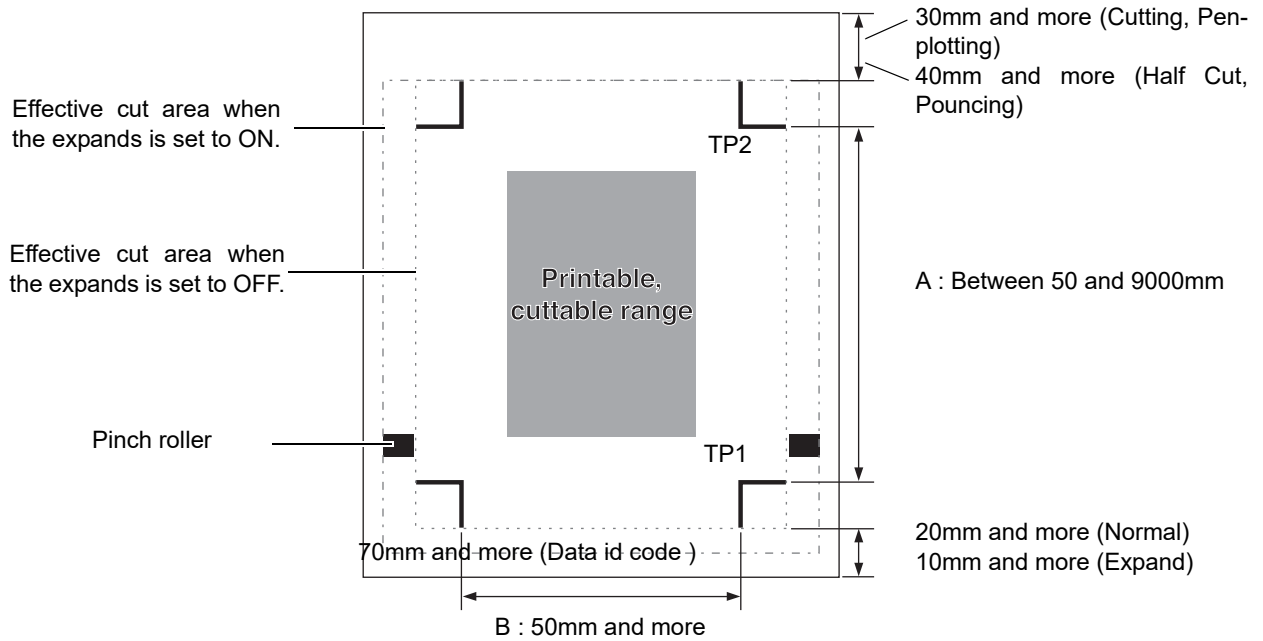 30mm and more (Cutting, Pen-
plotting)
40mm and more (Half Cut,
Pouncing)
Effective cut area when
the expands is set to ON.
TP2
Effective cut area when
the expands is set to OFF.
Printable,
cuttable range
A : Between 50 and 9000mm
Pinch roller
TP1
20mm and more (Normal)
10mm and more (Expand)
70mm and more (Data id code )
B : 50mm and more